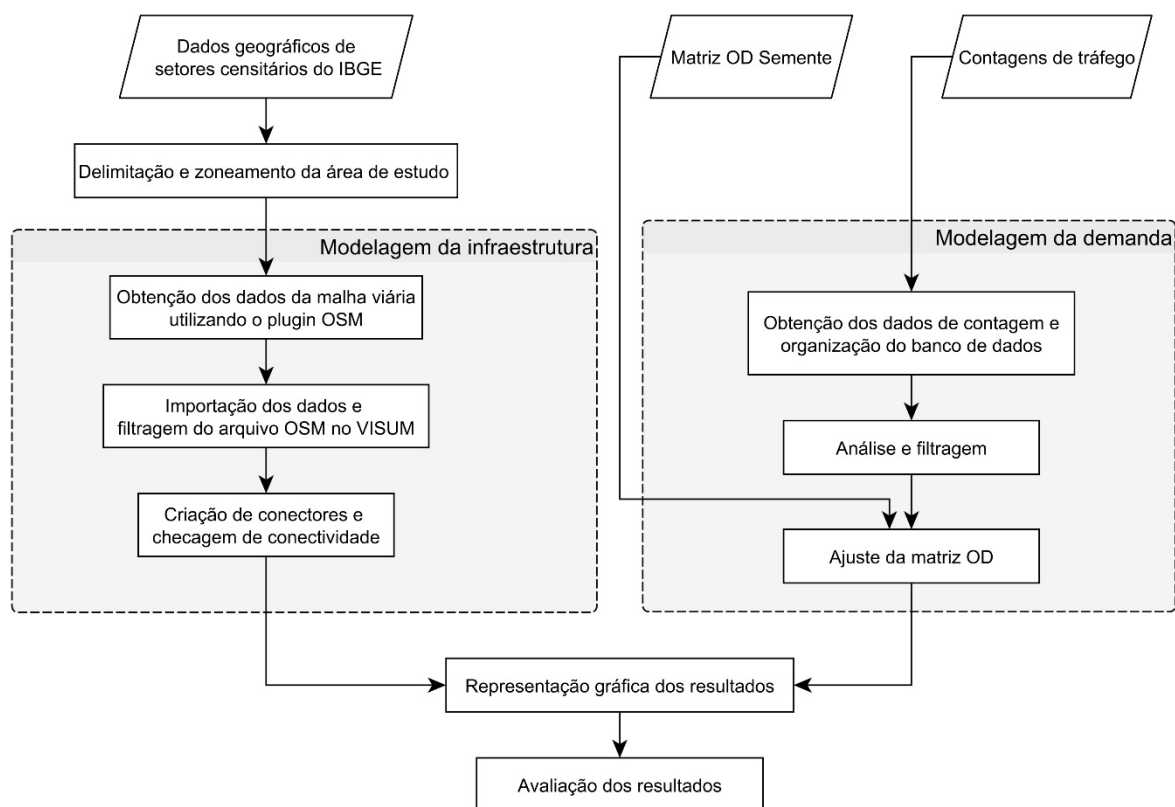 Dados geográficos de
setores censitários do IBGE
Matriz OD Semente
Contagens de tráfego
Delimitação e zoneamento da área de estudo
Modelagem da infraestrutura
Obtenção dos dados da malha viária
utilizando o plugin OSM
Importação dos dados e
filtragem do arquivo OSM no VISUM
Criação de conectores e
checagem de conectividade
Modelagem da demanda
Obtenção dos dados de contagem e
organização do banco de dados
Análise e filtragem
Ajuste da matriz OD
Representação gráfica dos resultados
Avaliação dos resultados